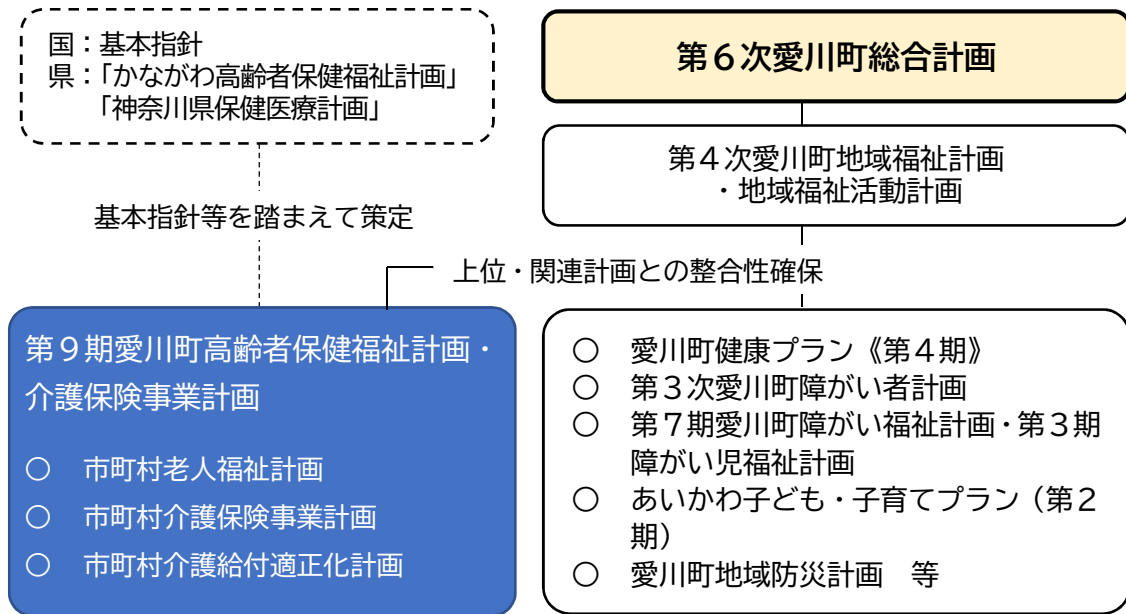 国：基本指針
県：「かながわ高齢者保健福祉計画」
「神奈川県保健医療計画」
第６次愛川町総合計画
第４次愛川町地域福祉計画
・地域福祉活動計画
基本指針等を踏まえて策定
上位・関連計画との整合性確保
第９期愛川町高齢者保健福祉計画・
介護保険事業計画
○　市町村老人福祉計画
○　市町村介護保険事業計画
○　市町村介護給付適正化計画
○　愛川町健康プラン《第４期》
○　第３次愛川町障がい者計画
○　第７期愛川町障がい福祉計画・第３期
障がい児福祉計画
○　あいかわ子ども・子育てプラン（第２
期）
○　愛川町地域防災計画　等